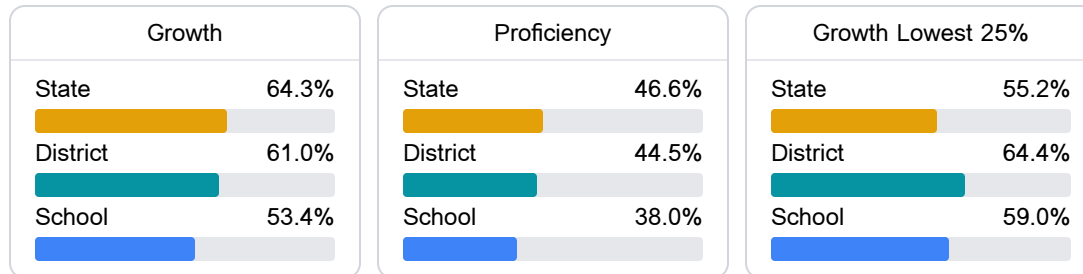 Growth
State 64.3%
District 61.0%
School 53.4%
Proficiency
State 46.6%
District 44.5%
School 38.0%
Growth Lowest 25%
State 55.2%
District 64.4%
School 59.0%